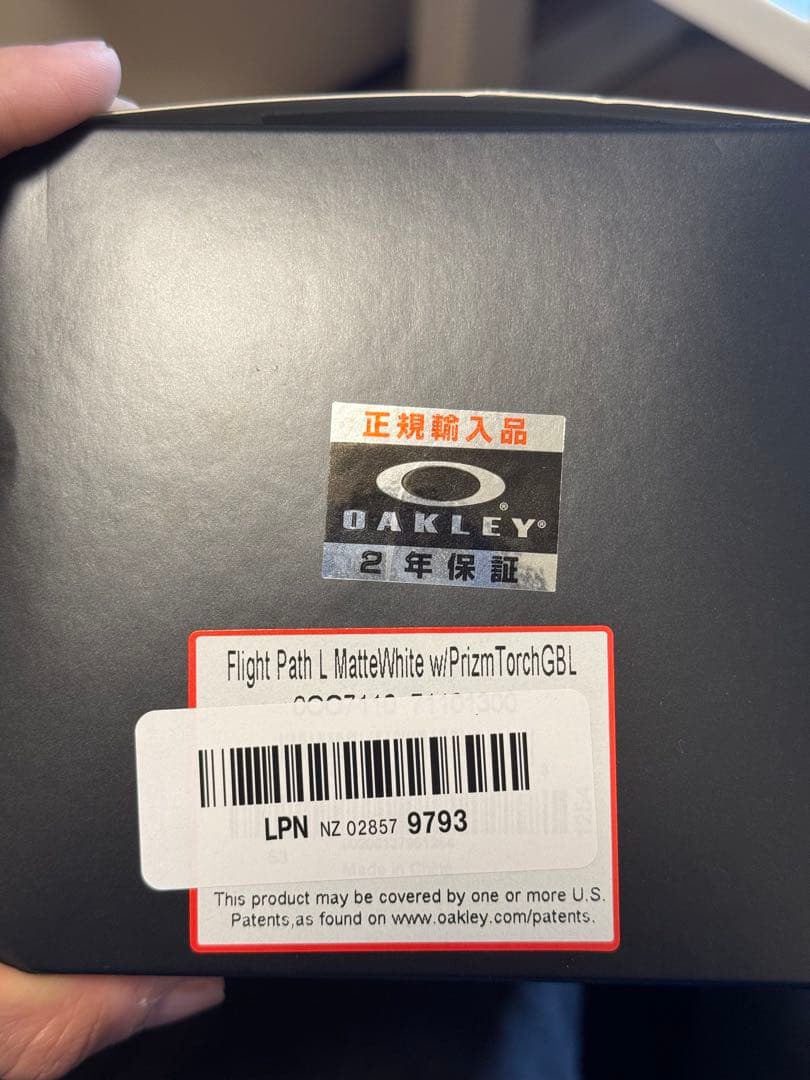 正規輸入品
OAKLEY®
2年保証
Flight Path L MatteWhite w/PrizmTorchGBL
LPN NZ 02857 9793
Made in China
This product may be covered by one or more U.S.
Patents,as found on www.oakley.com/patents.